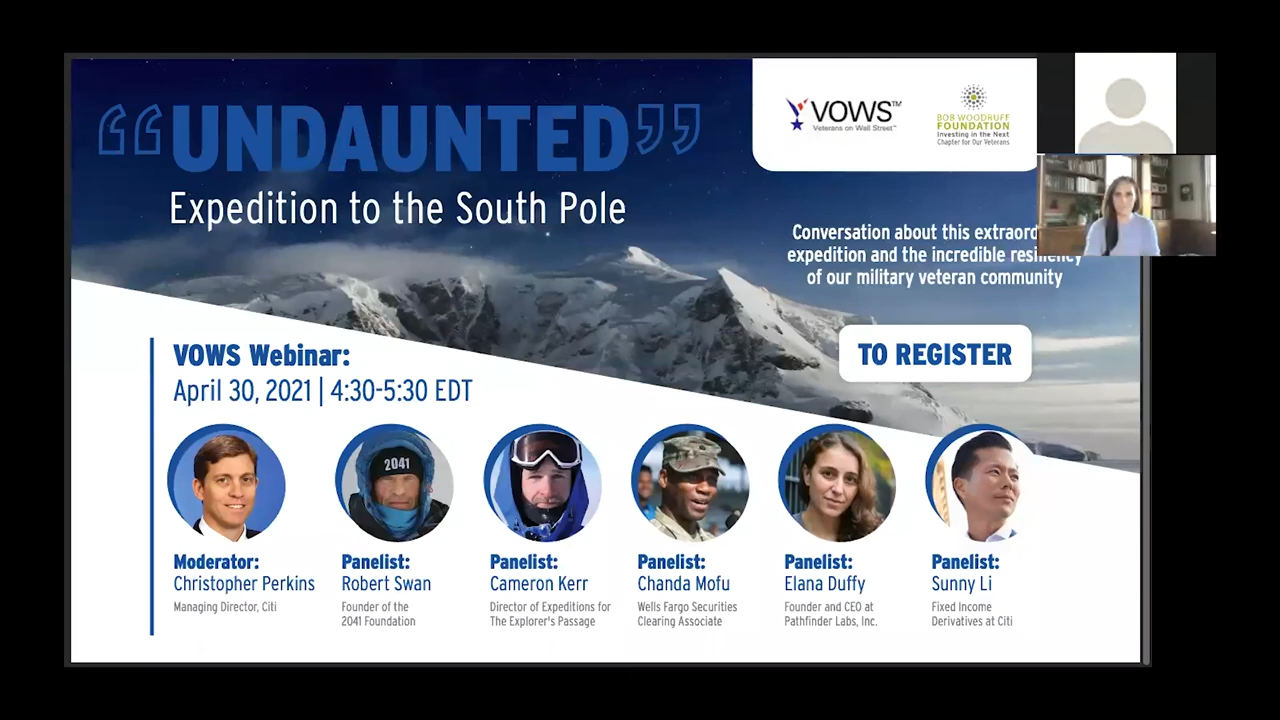 “UNDAUNTED”
Expedition to the South Pole
VOWS™
Veterans on Wall Street™
BOB WOODRUFF
FOUNDATION
Investing in the Next
Chapter for Our Veterans
Conversation about this extraord
expedition and the incredible resiliency
of our military veteran community
TO REGISTER
VOWS Webinar:
April 30, 2021 | 4:30-5:30 EDT
2041
Moderator:
Christopher Perkins
Managing Director, Citi
Panelist:
Robert Swan
Founder of the
2041 Foundation
Panelist:
Cameron Kerr
Director of Expeditions for
The Explorer's Passage
Panelist:
Chanda Mofu
Wells Fargo Securities
Clearing Associate
Panelist:
Elana Duffy
Founder and CEO at
Pathfinder Labs, Inc.
Panelist:
Sunny Li
Fixed Income
Derivatives at Citi